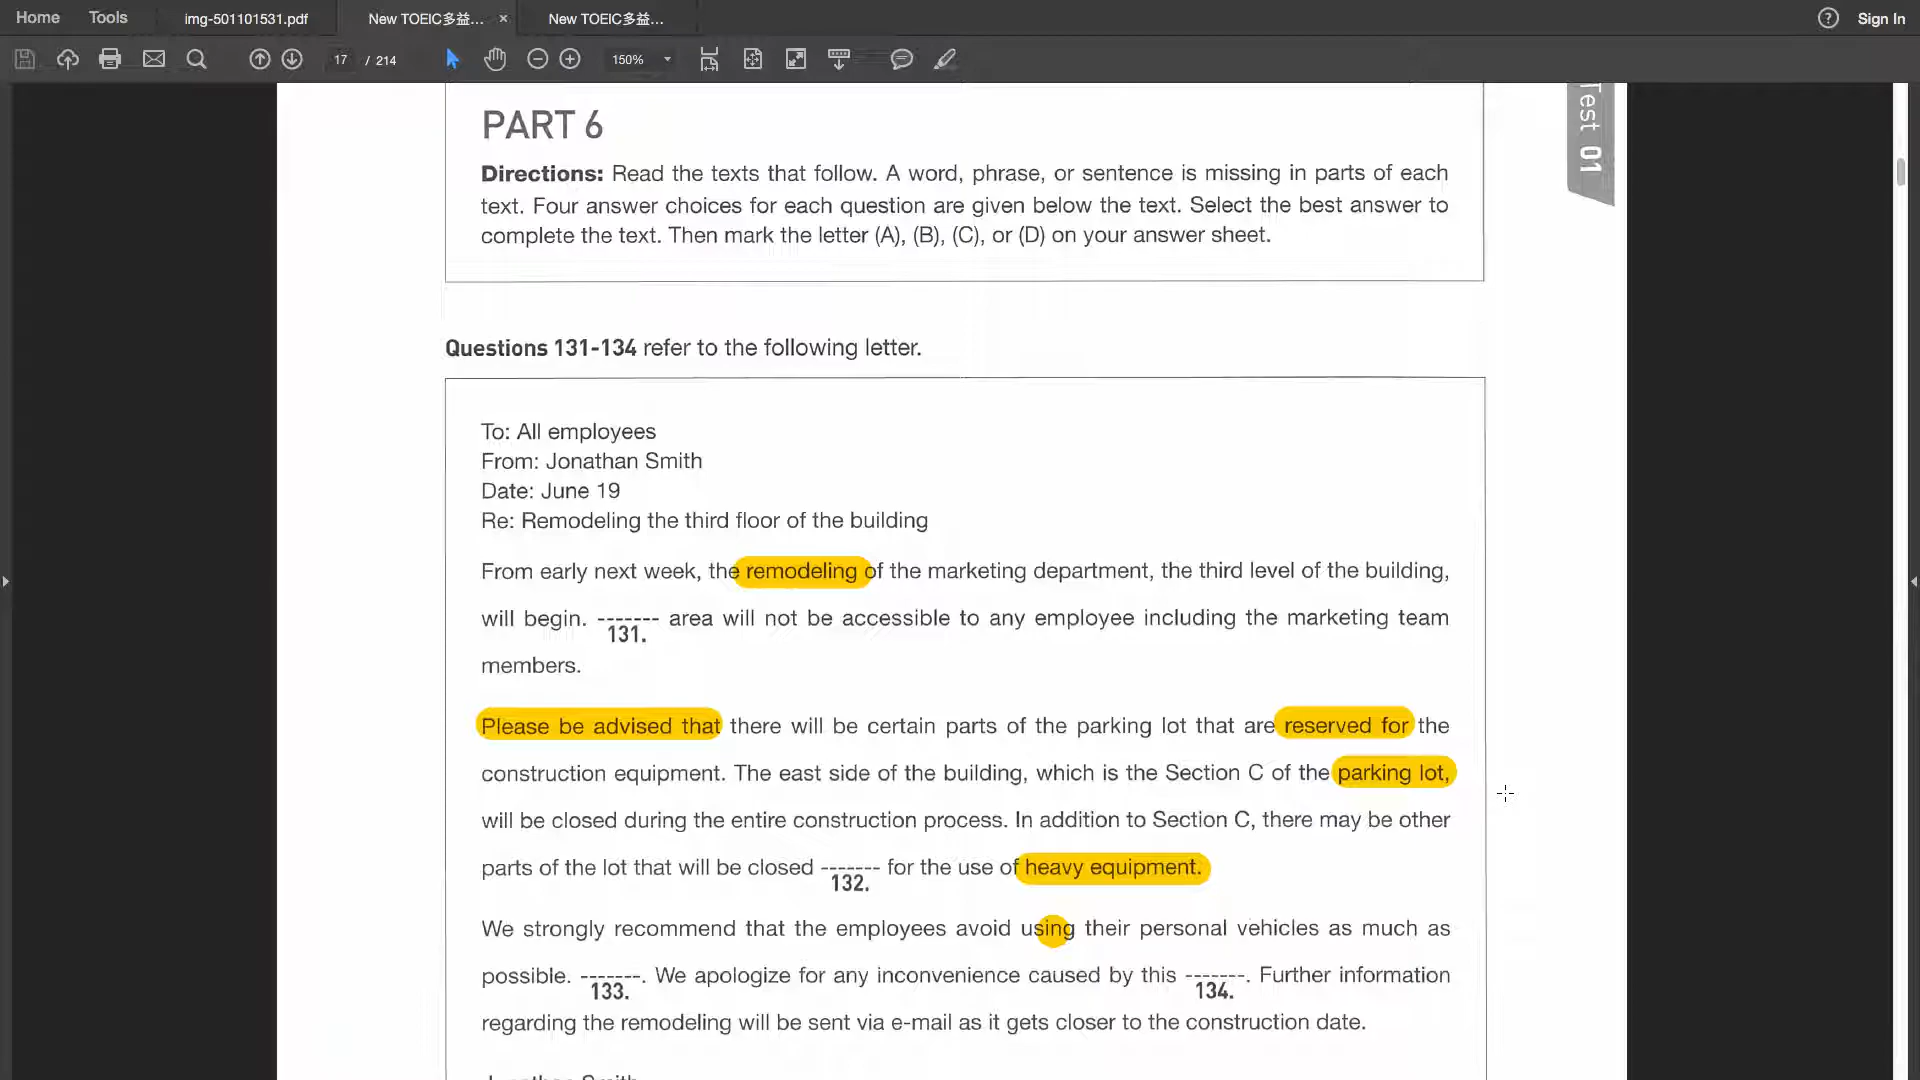 Home Tools img-501101531.pdf New TOEIC多益... × New TOEIC多益... ? Sign In
17 / 214 150%
Test 01
PART 6
Directions: Read the texts that follow. A word, phrase, or sentence is missing in parts of each
text. Four answer choices for each question are given below the text. Select the best answer to
complete the text. Then mark the letter (A), (B), (C), or (D) on your answer sheet.
Questions 131-134 refer to the following letter.
To: All employees
From: Jonathan Smith
Date: June 19
Re: Remodeling the third floor of the building
From early next week, the remodeling of the marketing department, the third level of the building,
will begin. ------- area will not be accessible to any employee including the marketing team
131.
members.
Please be advised that there will be certain parts of the parking lot that are reserved for the
construction equipment. The east side of the building, which is the Section C of the parking lot,
will be closed during the entire construction process. In addition to Section C, there may be other
parts of the lot that will be closed ------- for the use of heavy equipment.
132.
We strongly recommend that the employees avoid using their personal vehicles as much as
possible. -------. We apologize for any inconvenience caused by this -------. Further information
133. 134.
regarding the remodeling will be sent via e-mail as it gets closer to the construction date.
Jonathan Smith